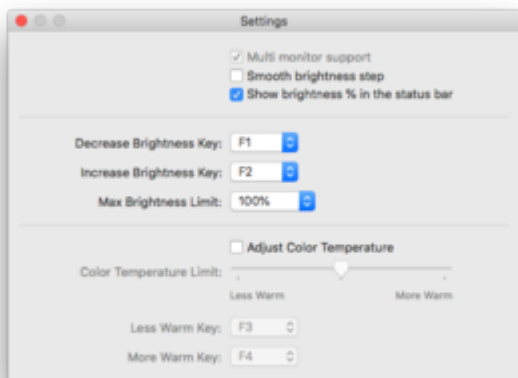 Settings
Multi monitor support
Smooth brightness step
Show brightness % in the status bar
Decrease Brightness Key: F1
Increase Brightness Key: F2
Max Brightness Limit: 100%
Adjust Color Temperature
Color Temperature Limit:
Less Warm More Warm
Less Warm Key: F3
More Warm Key: F4